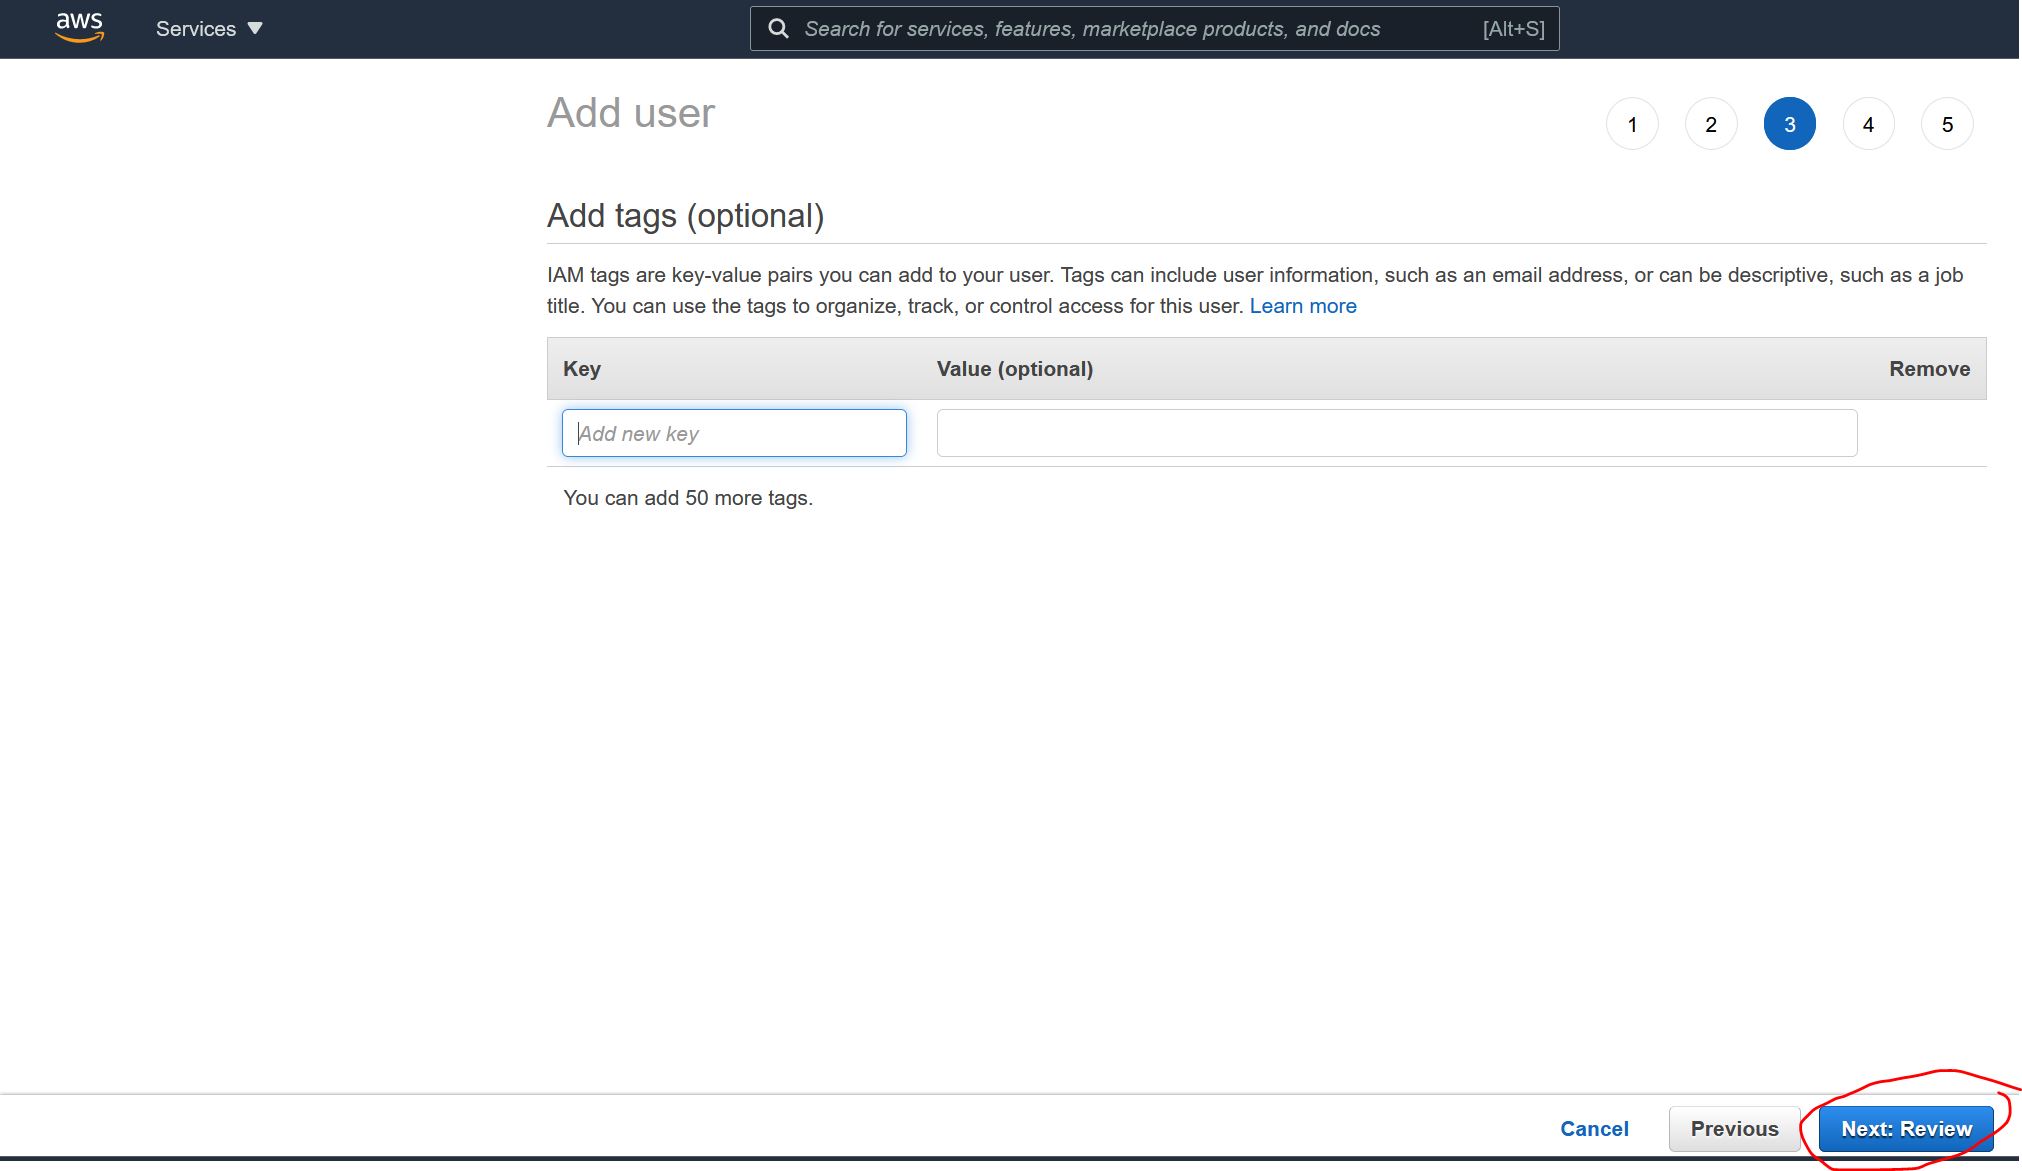 aws Services Search for services, features, marketplace products, and docs [Alt+S]
Add user
1 2 3 4 5
Add tags (optional)
IAM tags are key-value pairs you can add to your user. Tags can include user information, such as an email address, or can be descriptive, such as a job
title. You can use the tags to organize, track, or control access for this user. Learn more
Key Value (optional) Remove
Add new key
You can add 50 more tags.
Cancel Previous Next: Review